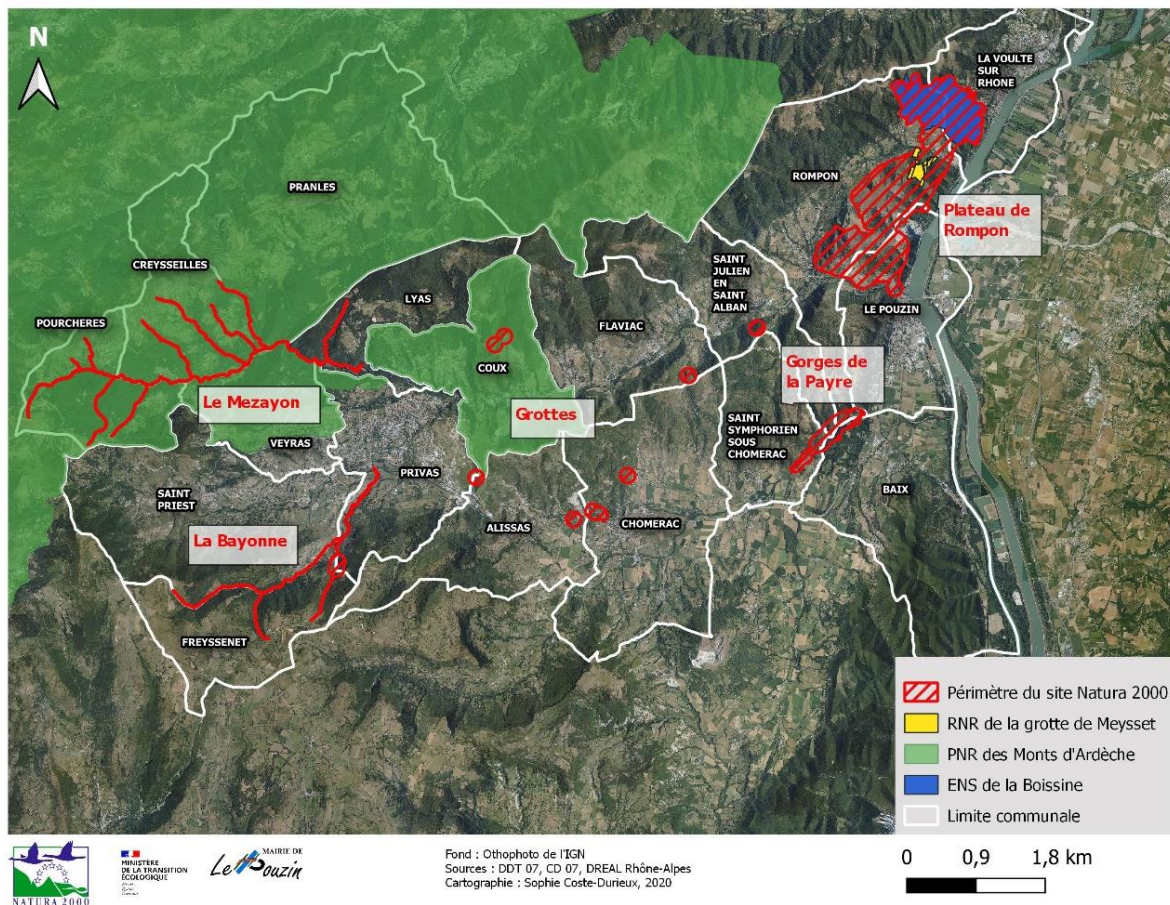 N
LA VOULTE
SUR
RHONE
ROMPON
PRANLES
Plateau de
Rompon
CREYSSEILLES
SAINT
JULIEN
EN
SAINT
ALBAN
LYAS
POURCHERES
FLAVIAC
LE POUZIN
COUX
Gorges de
la Payre
Le Mezayon
Grottes
SAINT
SYMPHORIEN
SOUS
CHOMERAC
VEYRAS
PRIVAS
BAIX
SAINT
PRIEST
ALISSAS
CHOMERAC
La Bayonne
FREYSSENET
Périmètre du site Natura 2000
RNR de la grotte de Meysset
PNR des Monts d'Ardèche
ENS de la Boissine
Limite communale
NATURA 2000
MINISTÈRE
DE LA TRANSITION
ÉCOLOGIQUE
MAIRIE DE
Le Pouzin
Fond : Othophoto de l'IGN
Sources : DDT 07, CD 07, DREAL Rhône-Alpes
Cartographie : Sophie Coste-Durieux, 2020
0 0,9 1,8 km